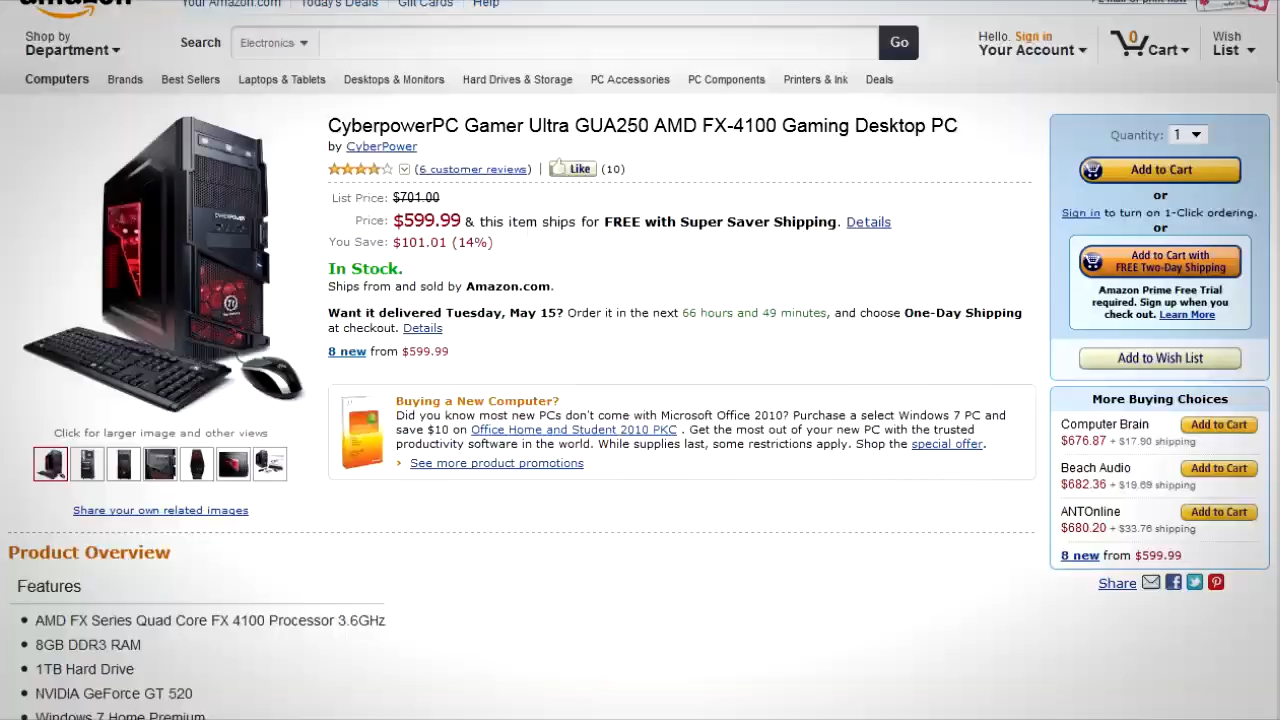 amazon
Your Amazon.com Today's Deals Gift Cards Help
Shop by
Department
Search Electronics Go
Hello. Sign in
Your Account
0
Cart
Wish
List
Computers Brands Best Sellers Laptops & Tablets Desktops & Monitors Hard Drives & Storage PC Accessories PC Components Printers & Ink Deals
CyberpowerPC Gamer Ultra GUA250 AMD FX-4100 Gaming Desktop PC
by CyberPower
(6 customer reviews) | Like (10)
List Price: $701.00
Price: $599.99 & this item ships for FREE with Super Saver Shipping. Details
You Save: $101.01 (14%)
In Stock.
Ships from and sold by Amazon.com.
Want it delivered Tuesday, May 15? Order it in the next 66 hours and 49 minutes, and choose One-Day Shipping
at checkout. Details
8 new from $599.99
Buying a New Computer?
Did you know most new PCs don't come with Microsoft Office 2010? Purchase a select Windows 7 PC and
save $10 on Office Home and Student 2010 PKC . Get the most out of your new PC with the trusted
productivity software in the world. While supplies last, some restrictions apply. Shop the special offer.
› See more product promotions
CYBERPOWER
Click for larger image and other views
Share your own related images
Quantity: 1
Add to Cart
or
Sign in to turn on 1-Click ordering.
or
Add to Cart with
FREE Two-Day Shipping
Amazon Prime Free Trial
required. Sign up when you
check out. Learn More
Add to Wish List
More Buying Choices
Computer Brain Add to Cart
$676.87 + $17.90 shipping
Beach Audio Add to Cart
$682.36 + $19.69 shipping
ANTOnline Add to Cart
$680.20 + $33.76 shipping
8 new from $599.99
Share
Product Overview
Features
• AMD FX Series Quad Core FX 4100 Processor 3.6GHz
• 8GB DDR3 RAM
• 1TB Hard Drive
• NVIDIA GeForce GT 520
• Windows 7 Home Premium